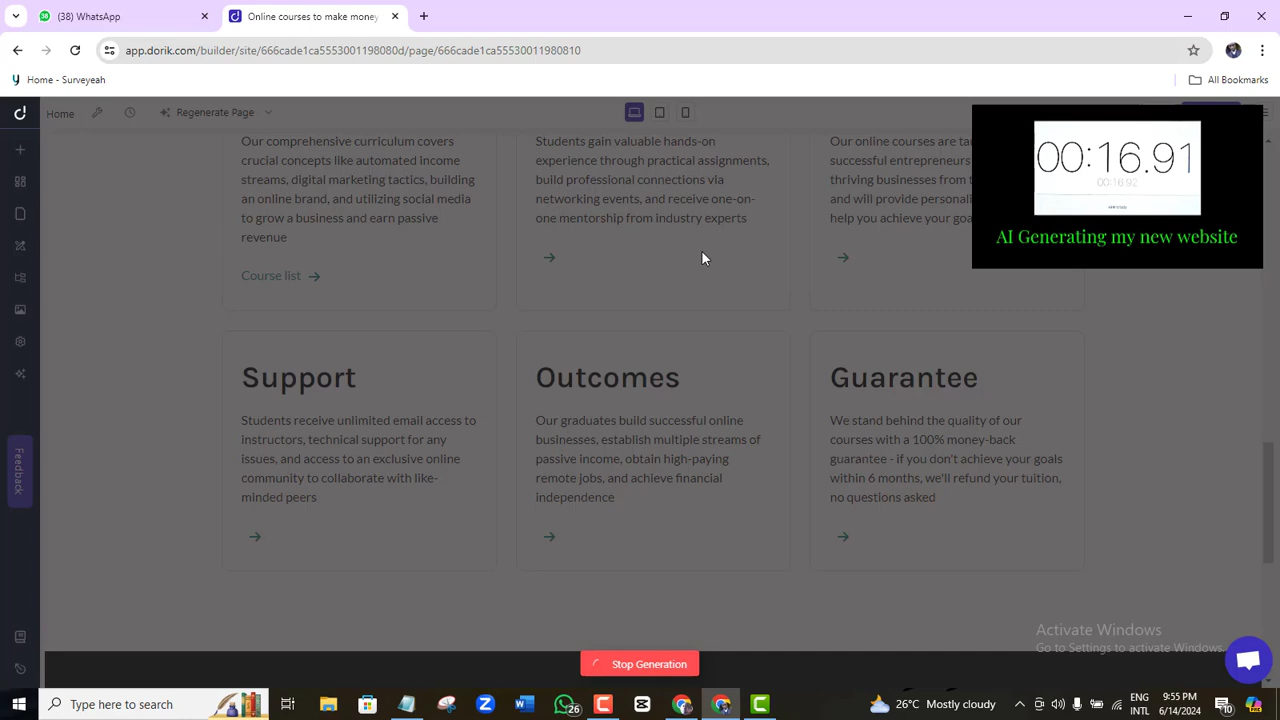 (38) WhatsApp
Online courses to make money
app.dorik.com/builder/site/666cade1ca5553001198080d/page/666cade1ca55530011980810
Home - Surveyeah
All Bookmarks
Home
Regenerate Page
Our comprehensive curriculum covers
crucial concepts like automated income
streams, digital marketing tactics, building
an online brand, and utilizing social media
to grow a business and earn passive
revenue
Course list
Students gain valuable hands-on
experience through practical assignments,
build professional connections via
networking events, and receive one-on-
one mentorship from industry experts
Our online courses are
successful entrepreneurs
thriving businesses from
and will provide
help you achieve your
00:16.91
00:16.92
AI Generating my new website
Support
Students receive unlimited email access to
instructors, technical support for any
issues, and access to an exclusive online
community to collaborate with like-
minded peers
Outcomes
Our graduates build successful online
businesses, establish multiple streams of
passive income, obtain high-paying
remote jobs, and achieve financial
independence
Guarantee
We stand behind the quality of our
courses with a 100% money-back
guarantee - if you don't achieve your goals
within 6 months, we'll refund your tuition,
no questions asked
Feedback
Activate Windows
Go to Settings to activate Windows.
Stop Generation
Type here to search
26
26°C Mostly cloudy
ENG
INTL
9:55 PM
6/14/2024
10